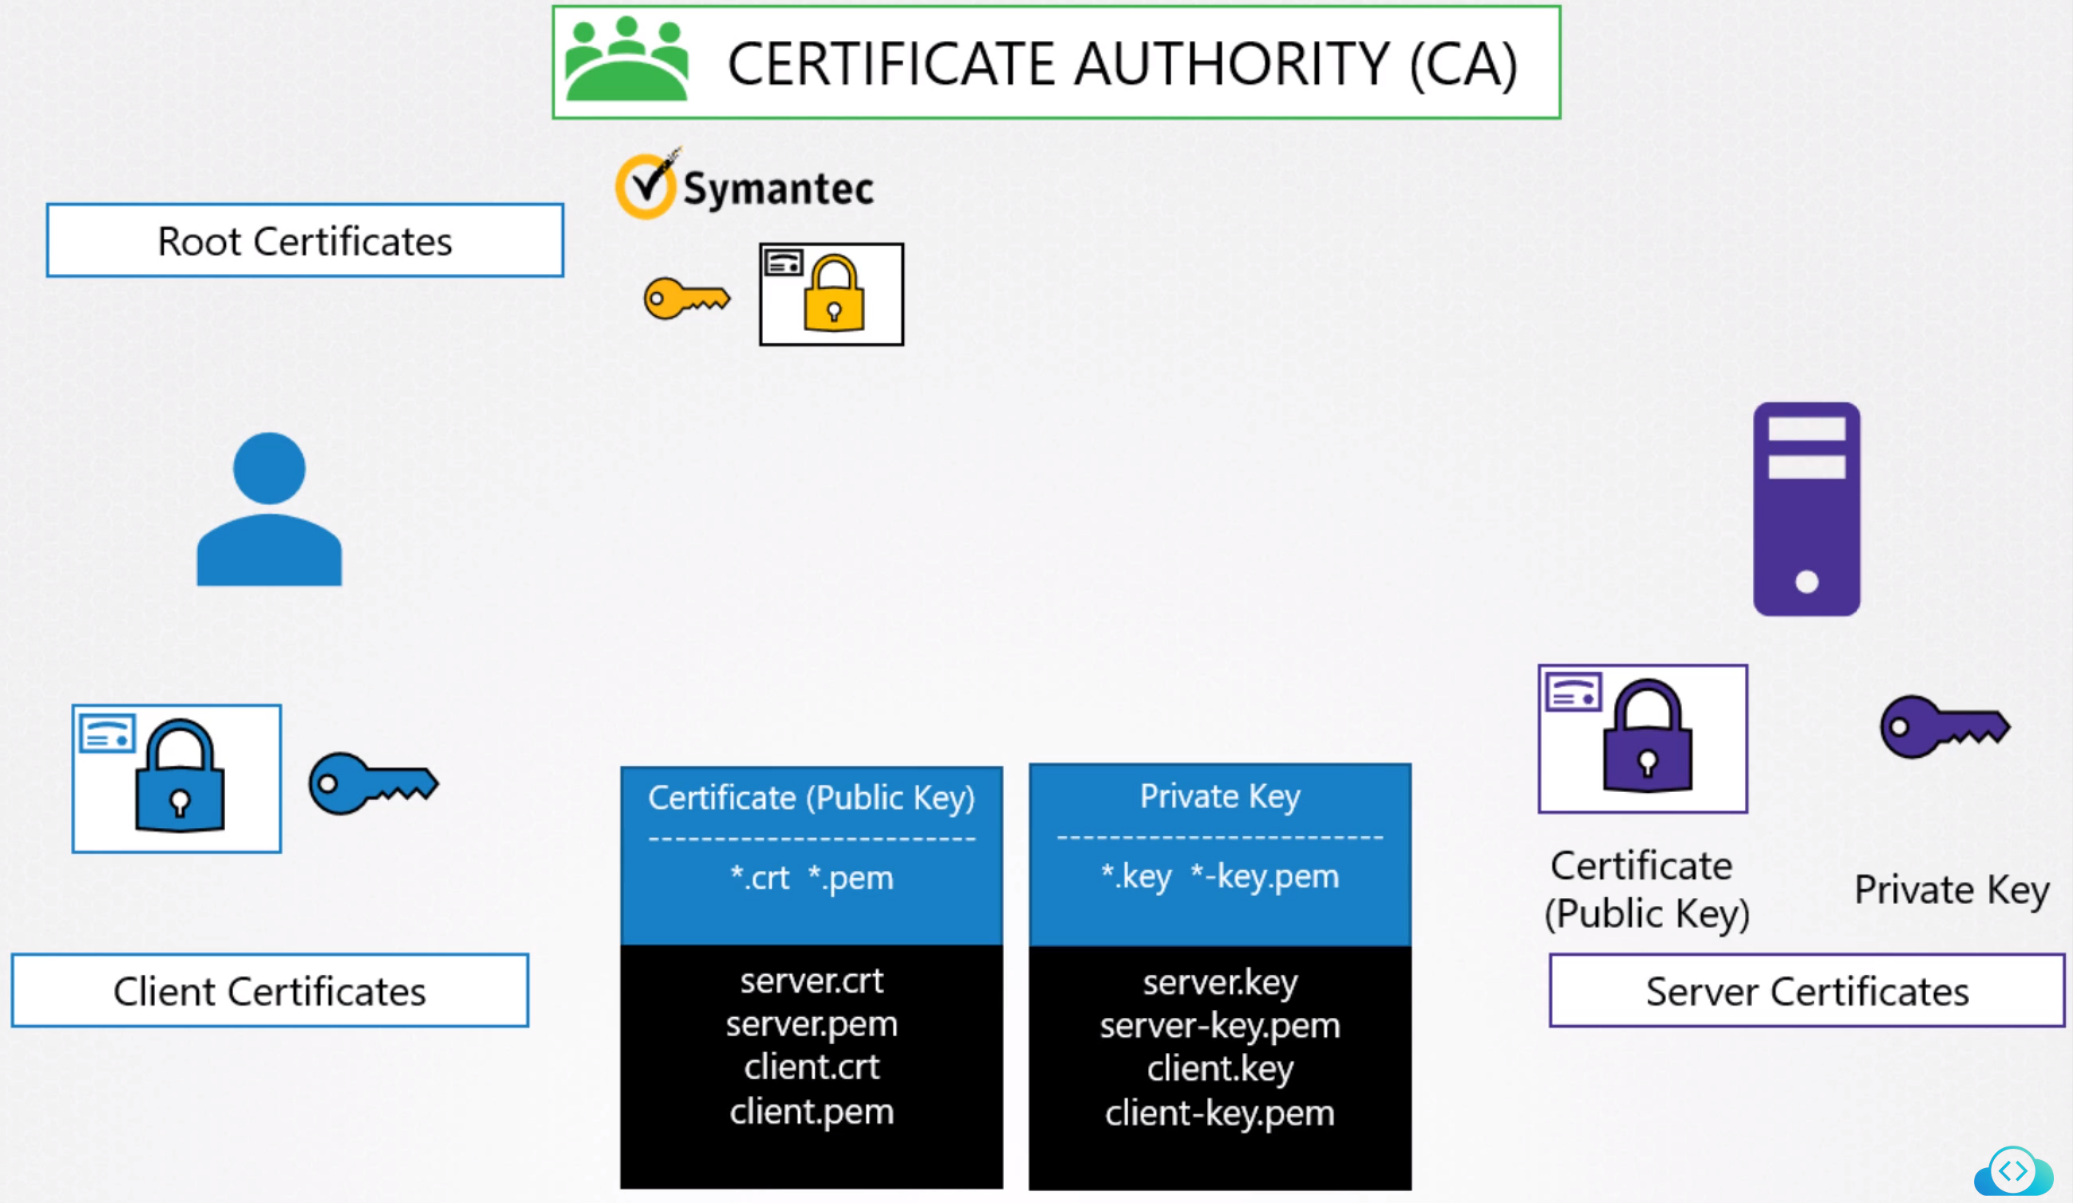 CERTIFICATE AUTHORITY (CA)
Symantec
Root Certificates
Certificate (Public Key)
------------------------
*.crt *.pem
server.crt
server.pem
client.crt
client.pem
Private Key
------------------------
*.key *-key.pem
server.key
server-key.pem
client.key
client-key.pem
Certificate
(Public Key)
Private Key
Client Certificates
Server Certificates